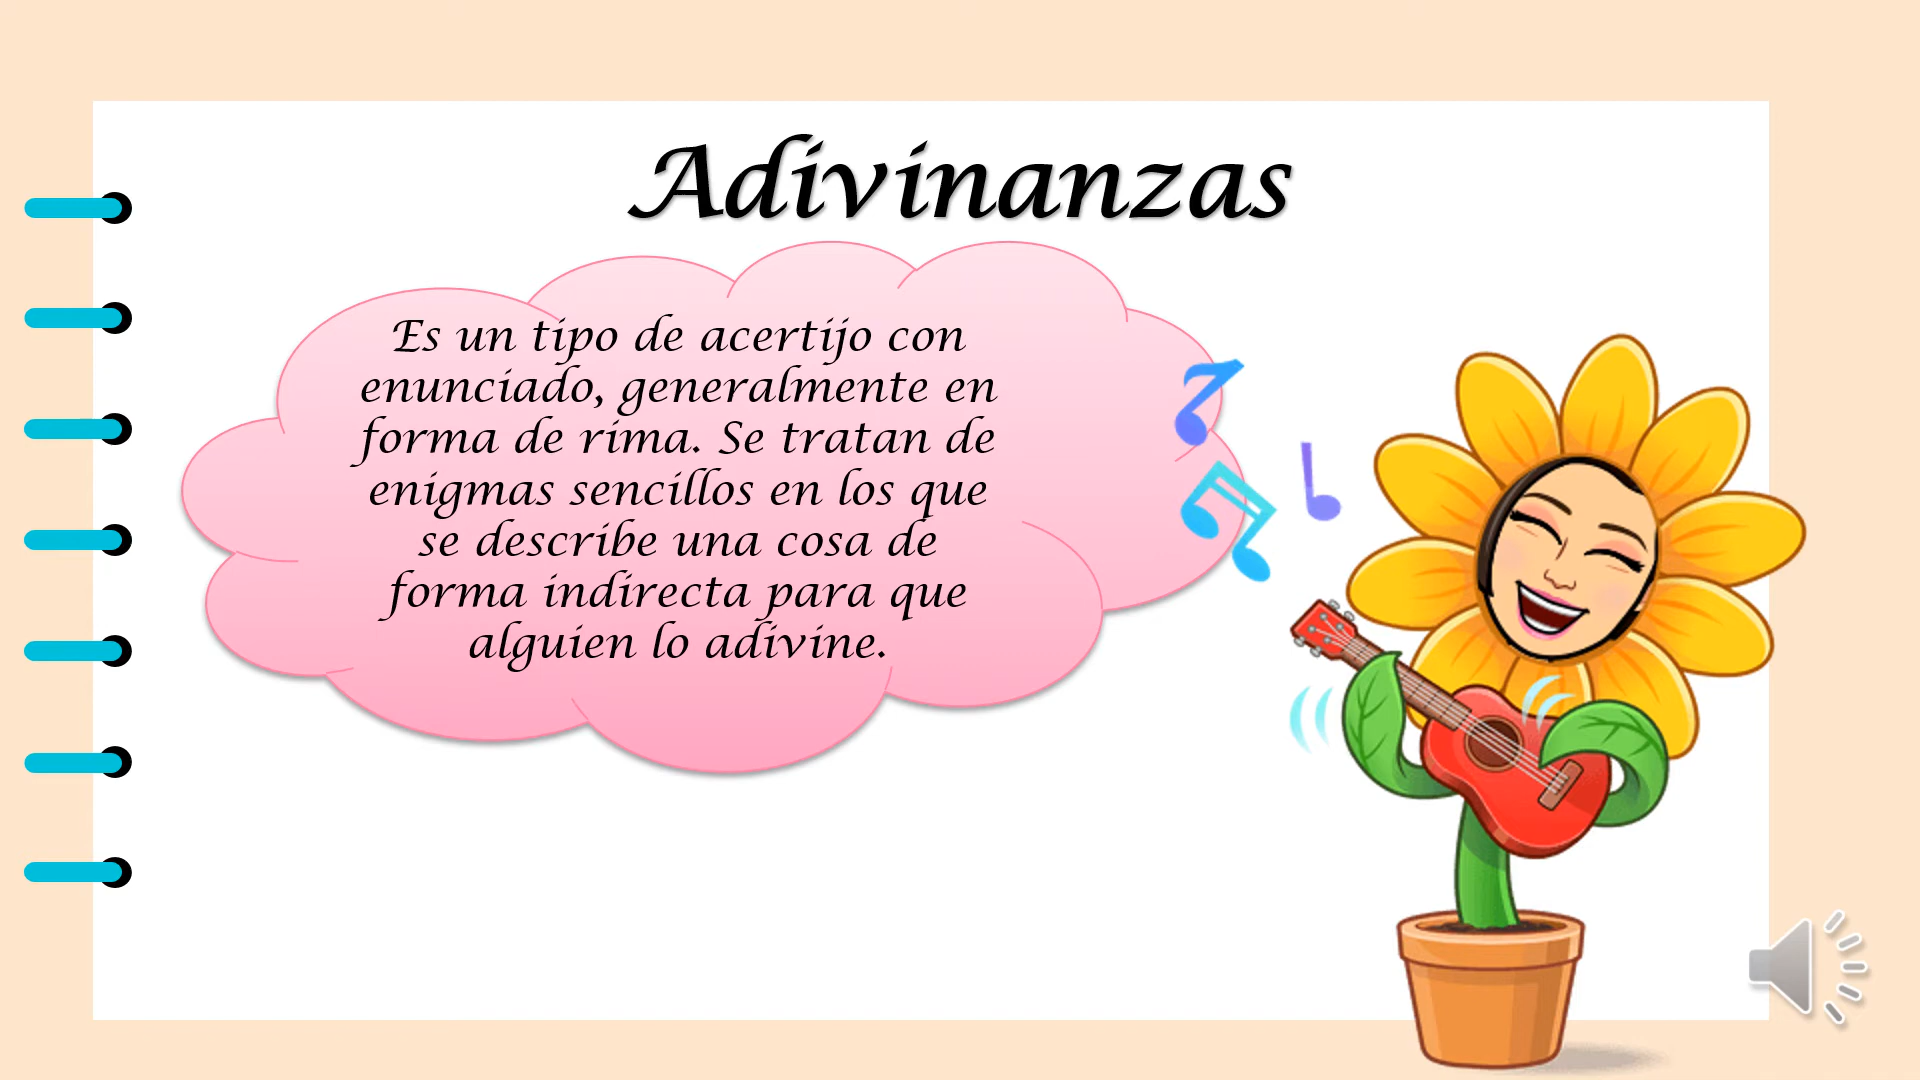 Adivinanzas
Es un tipo de acertijo con
enunciado, generalmente en
forma de rima. Se tratan de
enigmas sencillos en los que
se describe una cosa de
forma indirecta para que
alguien lo adivine.